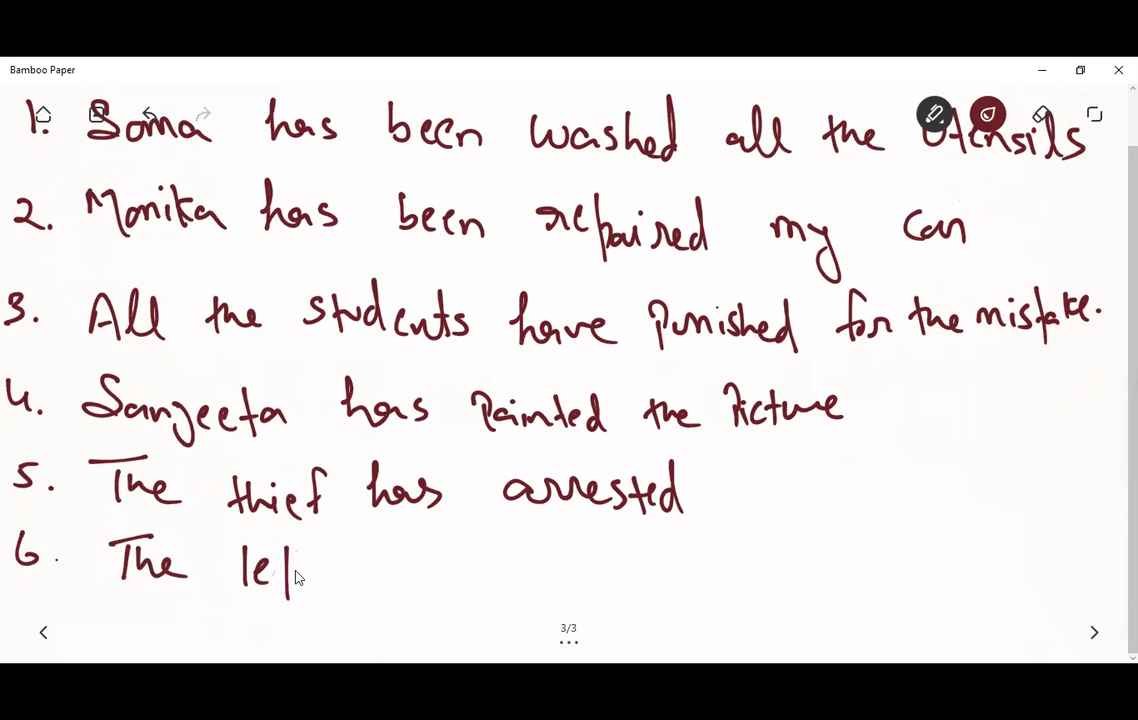 Bamboo Paper
1. Soma has been washed all the Utensils
2. Monika has been repaired my car
3. All the students have Punished for the mistake.
4. Sangeeta has Painted the Picture
5. The thief has arrested
6. The
3/3